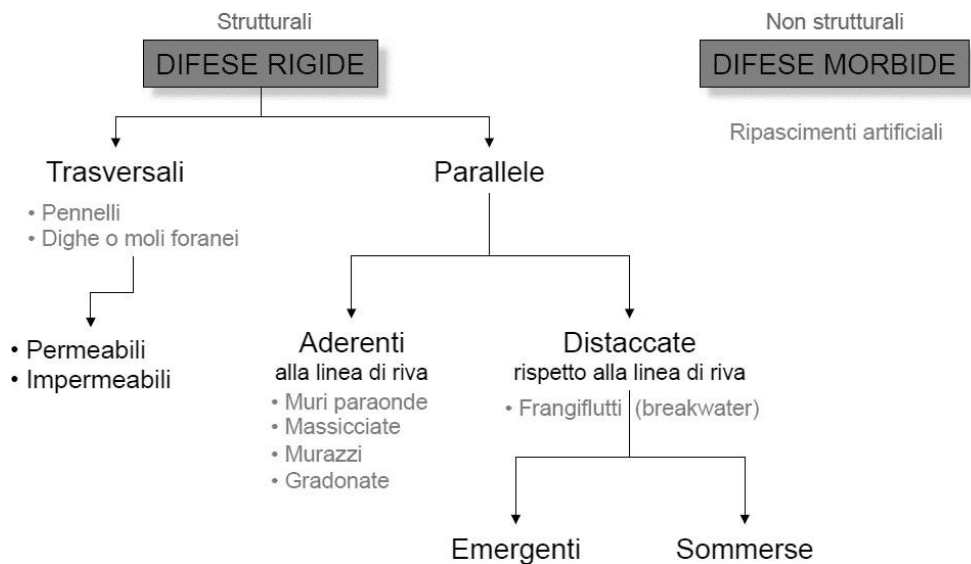 Strutturali
DIFESE RIGIDE
Non strutturali
DIFESE MORBIDE
Ripascimenti artificiali
Trasversali
• Pennelli
• Dighe o moli foranei
• Permeabili
• Impermeabili
Parallele
Aderenti
alla linea di riva
• Muri paraonde
• Massicciate
• Murazzi
• Gradonate
Distaccate
rispetto alla linea di riva
• Frangiflutti (breakwater)
Emergenti
Sommerse